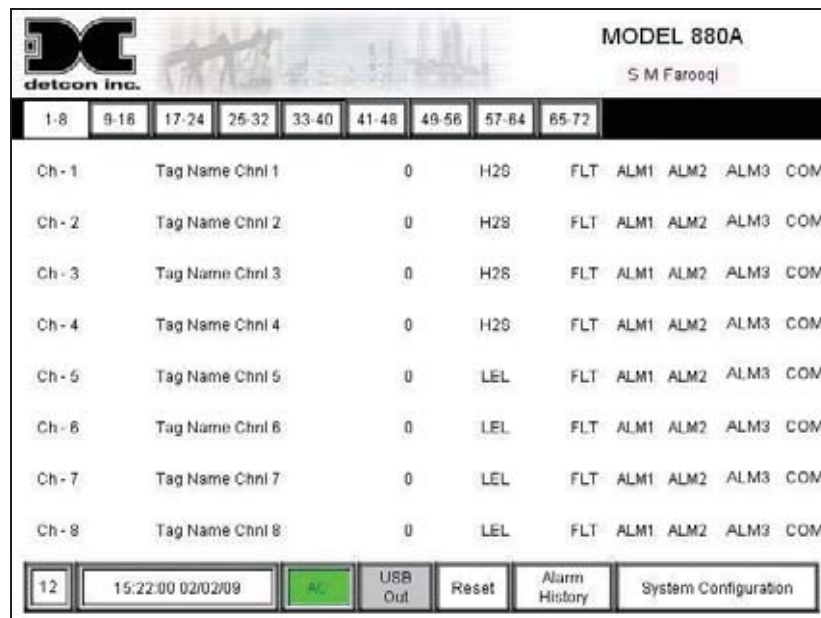 MODEL 880A
S M Farooqi
detcon inc.
1-8 9-16 17-24 25-32 33-40 41-48 49-56 57-64 65-72
Ch - 1 Tag Name Chnl 1 0 H2S FLT ALM1 ALM2 ALM3 COM
Ch - 2 Tag Name Chnl 2 0 H2S FLT ALM1 ALM2 ALM3 COM
Ch - 3 Tag Name Chnl 3 0 H2S FLT ALM1 ALM2 ALM3 COM
Ch - 4 Tag Name Chnl 4 0 H2S FLT ALM1 ALM2 ALM3 COM
Ch - 5 Tag Name Chnl 5 0 LEL FLT ALM1 ALM2 ALM3 COM
Ch - 6 Tag Name Chnl 6 0 LEL FLT ALM1 ALM2 ALM3 COM
Ch - 7 Tag Name Chnl 7 0 LEL FLT ALM1 ALM2 ALM3 COM
Ch - 8 Tag Name Chnl 8 0 LEL FLT ALM1 ALM2 ALM3 COM
12 15:22:00 02/02/09 AC USB Out Reset Alarm History System Configuration